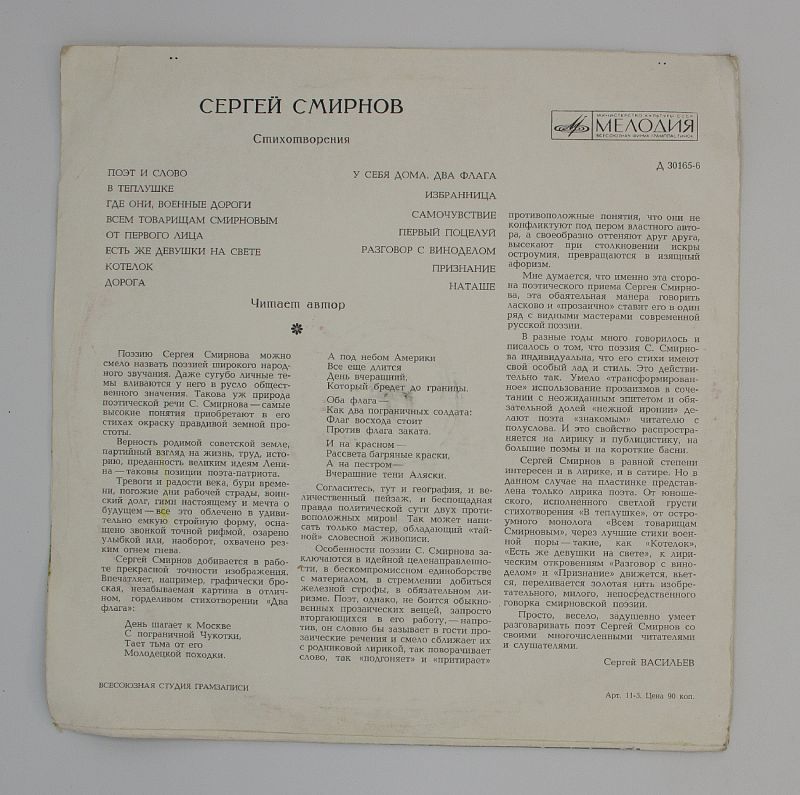 СЕРГЕЙ СМИРНОВ
Стихотворения
МИНИСТЕРСТВО КУЛЬТУРЫ СССР
МЕЛОДИЯ
ВСЕСОЮЗНАЯ ФИРМА ГРАМПЛАСТИНОК
Д 30165-6
ПОЭТ И СЛОВО
В ТЕПЛУШКЕ
ГДЕ ОНИ, ВОЕННЫЕ ДОРОГИ
ВСЕМ ТОВАРИЩАМ СМИРНОВЫМ
ОТ ПЕРВОГО ЛИЦА
ЕСТЬ ЖЕ ДЕВУШКИ НА СВЕТЕ
КОТЕЛОК
ДОРОГА
У СЕБЯ ДОМА. ДВА ФЛАГА
ИЗБРАННИЦА
САМОЧУВСТВИЕ
ПЕРВЫЙ ПОЦЕЛУЙ
РАЗГОВОР С ВИНОДЕЛОМ
ПРИЗНАНИЕ
НАТАШЕ
Читает автор
Поэзию Сергея Смирнова можно
смело назвать поэзией широкого народ-
ного звучания. Даже сугубо личные те-
мы вливаются у него в русло общест-
венного значения. Такова уж природа
поэтической речи С. Смирнова — самые
высокие понятия приобретают в его
стихах окраску правдивой земной про-
стоты.
Верность родимой советской земле,
партийный взгляд на жизнь, труд, исто-
рию, преданность великим идеям Лени-
на — таковы позиции поэта-патриота.
Тревоги и радости века, бури време-
ни, погожие дни рабочей страды, воин-
ский долг, гимн настоящему и мечта о
будущем — все это облечено в удиви-
тельно емкую стройную форму, осна-
щено звонкой точной рифмой, озарено
улыбкой или, наоборот, охвачено рез-
ким огнем гнева.
Сергей Смирнов добивается в рабо-
те прекрасной точности изображения.
Впечатляет, например, графически бро-
ская, незабываемая картина в отлич-
ном, горделивом стихотворении «Два
флага»:
День шагает к Москве
С пограничной Чукотки,
Тает тьма от его
Молодецкой походки.
А под небом Америки
Все еще длится
День вчерашний,
Который бредет до границы.
Оба флага —
Как два пограничных солдата:
Флаг восхода стоит
Против флага заката.
И на красном —
Рассвета багряные краски,
А на пестром —
Вчерашние тени Аляски.
Согласитесь, тут и география, и ве-
личественный пейзаж, и беспощадная
правда политической сути двух проти-
воположных миров! Так может напи-
сать только мастер, обладающий «тай-
ной» словесной живописи.
Особенности поэзии С. Смирнова за-
ключаются в идейной целенаправленно-
сти, в бескомпромиссном единоборстве
с материалом, в стремлении добиться
железной строфы, в обязательном ли-
ризме. Поэт, однако, не боится обыкно-
венных прозаических вещей, запросто
вторгающихся в его работу, — напро-
тив, он словно бы зазывает в гости про-
заические речения и смело сближает их
с родниковой лирикой, так поворачивает
слово, так «подгоняет» и «притирает»
противоположные понятия, что они не
конфликтуют под пером властного авто-
ра, а своеобразно оттеняют друг друга,
высекают при столкновении искры
остроумия, превращаются в изящный
афоризм.
Мне думается, что именно эта сторо-
на поэтического приема Сергея Смирно-
ва, эта обаятельная манера говорить
ласково и «прозаично» ставит его в один
ряд с видными мастерами современной
русской поэзии.
В разные годы много говорилось и
писалось о том, что поэзия С. Смирно-
ва индивидуальна, что его стихи имеют
свой особый лад и стиль. Это действи-
тельно так. Умело «трансформирован-
ное» использование прозаизмов в соче-
тании с неожиданным эпитетом и обя-
зательной долей «нежной иронии» де-
лают поэта «знакомым» читателю с
полуслова. И это свойство распростра-
няется на лирику и публицистику, на
большие поэмы и на короткие басни.
Сергей Смирнов в равной степени
интересен и в лирике, и в сатире. Но в
данном случае на пластинке представ-
лена только лирика поэта. От юноше-
ского, исполненного светлой грусти
стихотворения «В теплушке», от остро-
умного монолога «Всем товарищам
Смирновым», через лучшие стихи воен-
ной поры — такие, как «Котелок»,
«Есть же девушки на свете», к лири-
ческим откровениям «Разговор с вино-
делом» и «Признание» движется, вьет-
ся, переливается золотая нить изобре-
тательного, милого, непосредственного
говорка смирновской поэзии.
Просто, весело, задушевно умеет
разговаривать поэт Сергей Смирнов со
своими многочисленными читателями
и слушателями.
Сергей ВАСИЛЬЕВ
ВСЕСОЮЗНАЯ СТУДИЯ ГРАМЗАПИСИ
Арт. 11-3. Цена 90 коп.